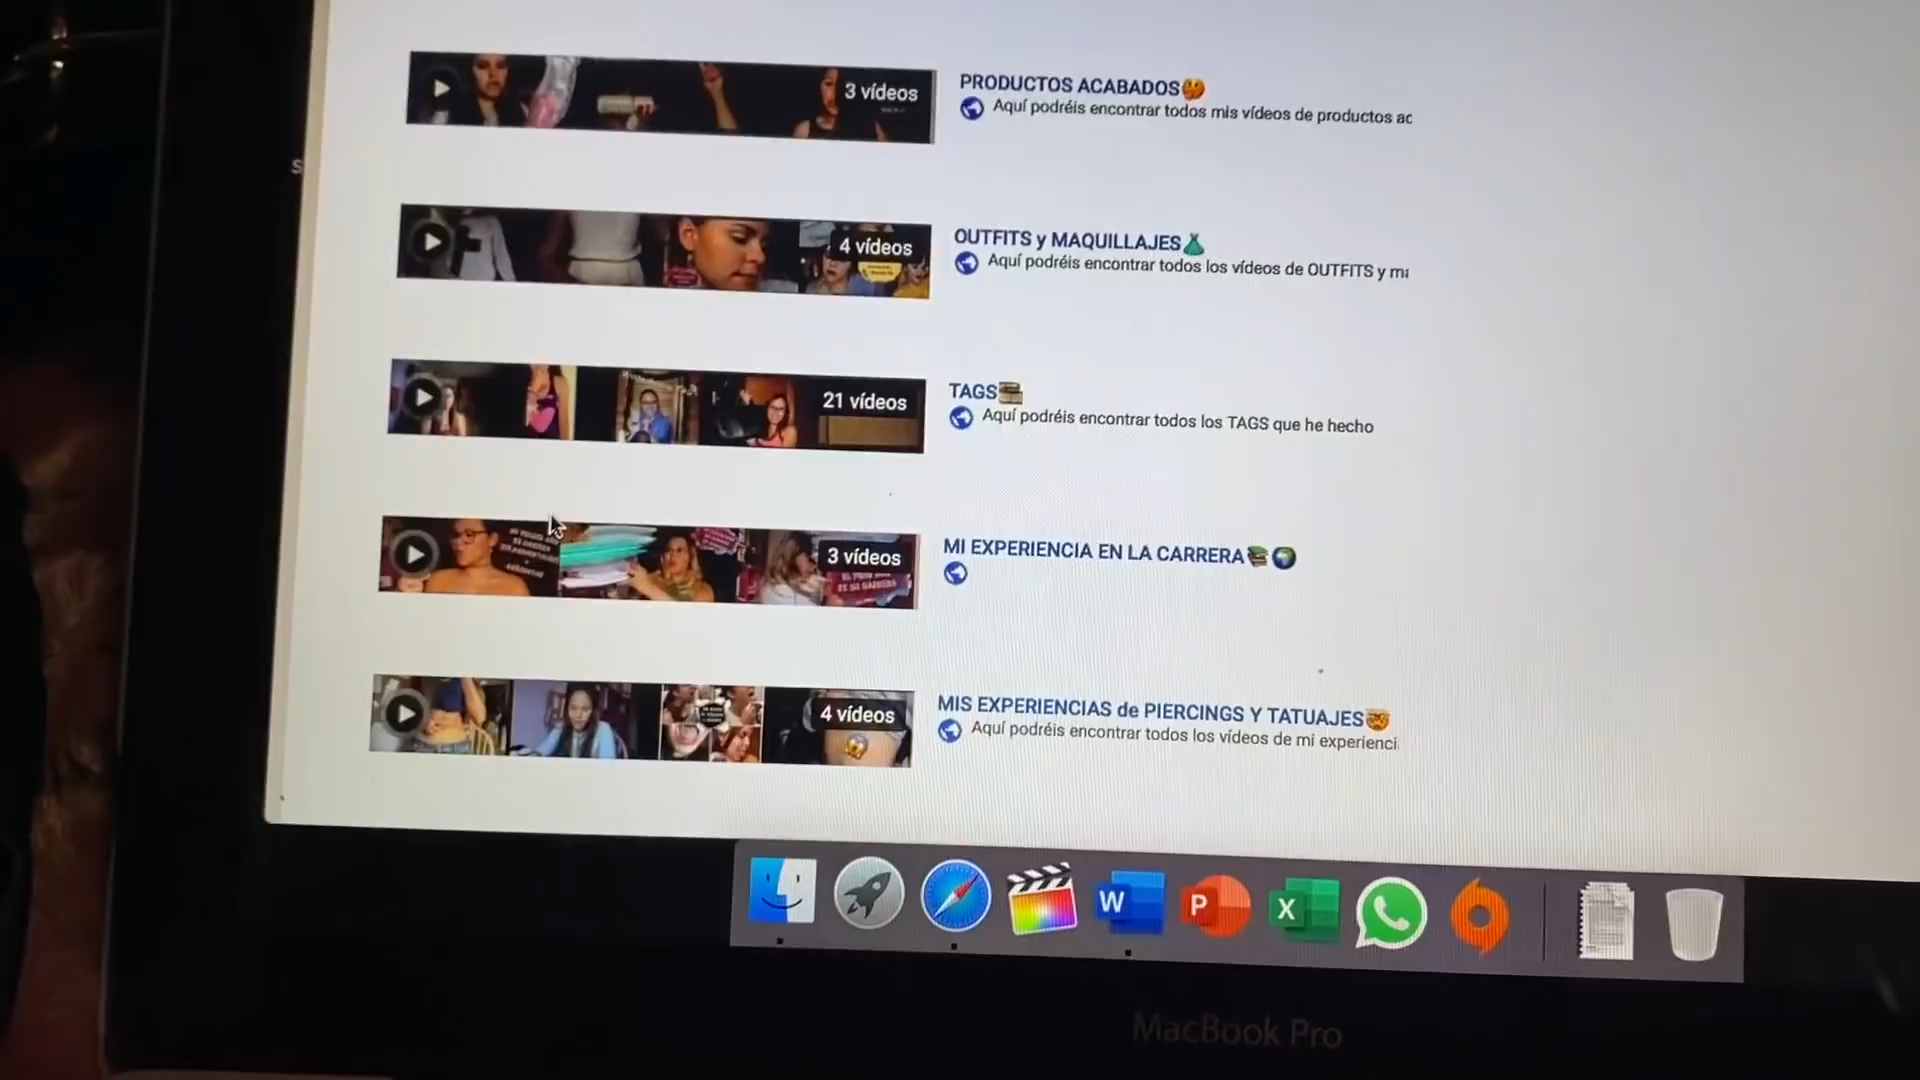 3 vídeos
PRODUCTOS ACABADOS
Aquí podréis encontrar todos mis vídeos de productos ac
S
4 vídeos
OUTFITS y MAQUILLAJES
Aquí podréis encontrar todos los vídeos de OUTFITS y ma
21 vídeos
TAGS
Aquí podréis encontrar todos los TAGS que he hecho
3 vídeos
MI EXPERIENCIA EN LA CARRERA
4 vídeos
MIS EXPERIENCIAS de PIERCINGS Y TATUAJES
Aquí podréis encontrar todos los vídeos de mi experienci
W
P
X
MacBook Pro